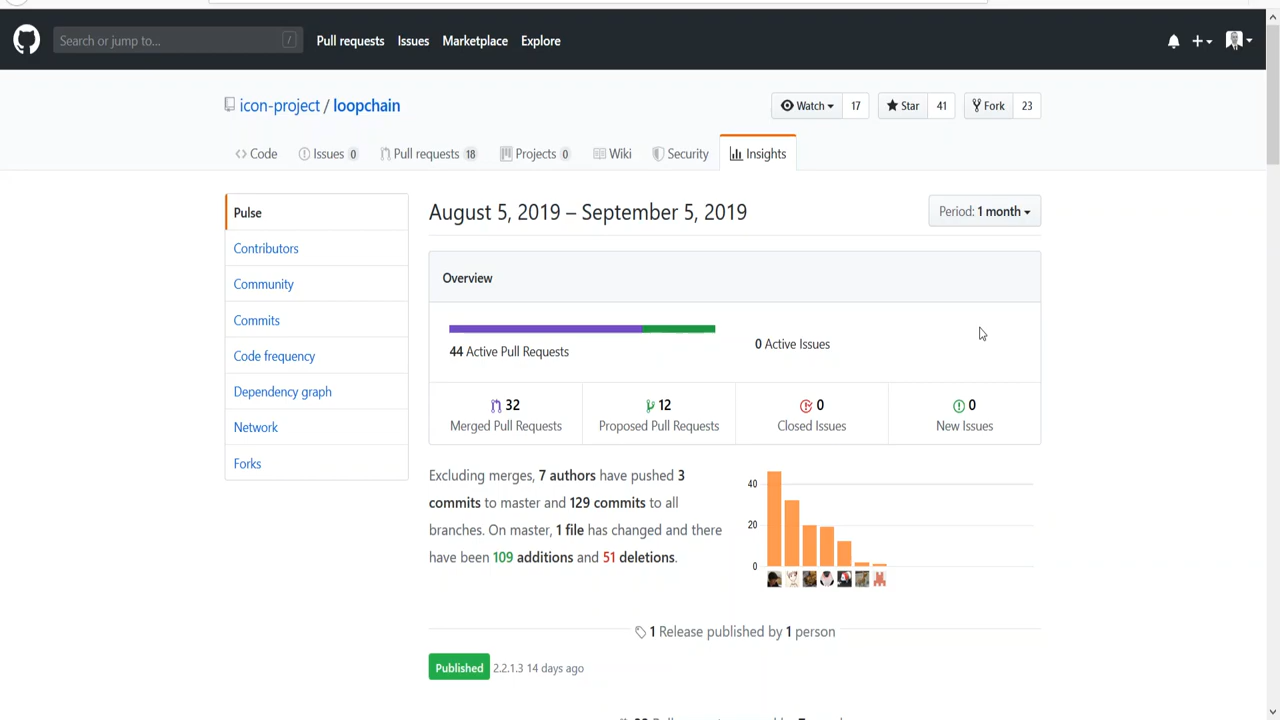 Search or jump to... /
Pull requests Issues Marketplace Explore
icon-project / loopchain
Watch 17 Star 41 Fork 23
Code Issues 0 Pull requests 18 Projects 0 Wiki Security Insights
Pulse
Contributors
Community
Commits
Code frequency
Dependency graph
Network
Forks
August 5, 2019 – September 5, 2019
Period: 1 month
Overview
44 Active Pull Requests
0 Active Issues
32
Merged Pull Requests
12
Proposed Pull Requests
0
Closed Issues
0
New Issues
Excluding merges, 7 authors have pushed 3
commits to master and 129 commits to all
branches. On master, 1 file has changed and there
have been 109 additions and 51 deletions.
40
20
0
1 Release published by 1 person
Published 2.2.1.3 14 days ago